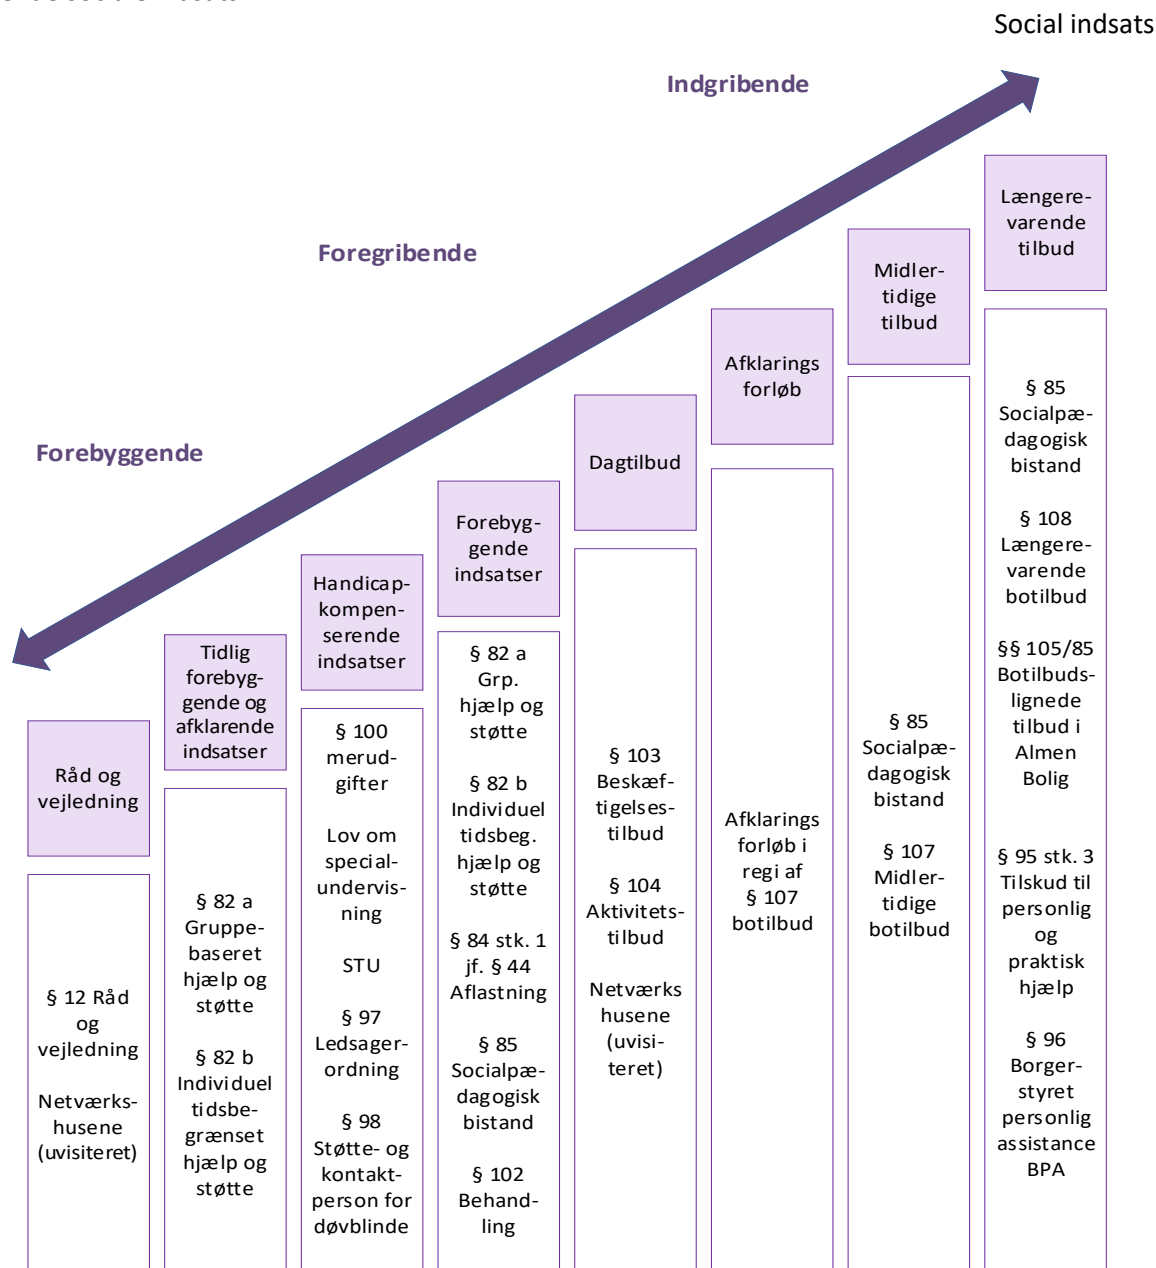 Social indsats
Indgribende
Foregribende
Forebyggende
Råd og
vejledning
§ 12 Råd
og
vejledning
Netværks-
husene
(uvisiteret)
Tidlig
forebyg-
gende og
afklarende
indsatser
§ 82 a
Gruppe-
baseret
hjælp og
støtte
§ 82 b
Individuel
tidsbe-
grænset
hjælp og
støtte
Handicap-
kompen-
serende
indsatser
§ 100
merud-
gifter
Lov om
special-
undervis-
ning
STU
§ 97
Ledsager-
ordning
§ 98
Støtte- og
kontakt-
person for
døvblinde
Forebyg-
gende
indsatser
§ 82 a
Grp.
hjælp og
støtte
§ 82 b
Individuel
tidsbeg.
hjælp og
støtte
§ 84 stk. 1
jf. § 44
Aflastning
§ 85
Socialpæ-
dagogisk
bistand
§ 102
Behand-
ling
Dagtilbud
§ 103
Beskæf-
tigelses-
tilbud
§ 104
Aktivitets-
tilbud
Netværks
husene
(uvisi-
teret)
Afklarings
forløb
Afklarings
forløb i
regi af
§ 107
botilbud
Midler-
tidige
tilbud
§ 85
Socialpæ-
dagogisk
bistand
§ 107
Midler-
tidige
botilbud
Længere-
varende
tilbud
§ 85
Socialpæ-
dagogisk
bistand
§ 108
Længere-
varende
botilbud
§§ 105/85
Botilbuds-
lignede
tilbud i
Almen
Bolig
§ 95 stk. 3
Tilskud til
personlig
og
praktisk
hjælp
§ 96
Borger-
styret
personlig
assistance
BPA